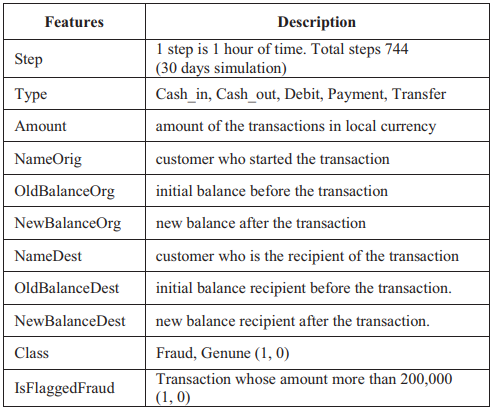 Features Description
Step 1 step is 1 hour of time. Total steps 744
(30 days simulation)
Type Cash_in, Cash_out, Debit, Payment, Transfer
Amount amount of the transactions in local currency
NameOrig customer who started the transaction
OldBalanceOrg initial balance before the transaction
NewBalanceOrg new balance after the transaction
NameDest customer who is the recipient of the transaction
OldBalanceDest initial balance recipient before the transaction.
NewBalanceDest new balance recipient after the transaction.
Class Fraud, Genune (1, 0)
IsFlaggedFraud Transaction whose amount more than 200,000
(1, 0)